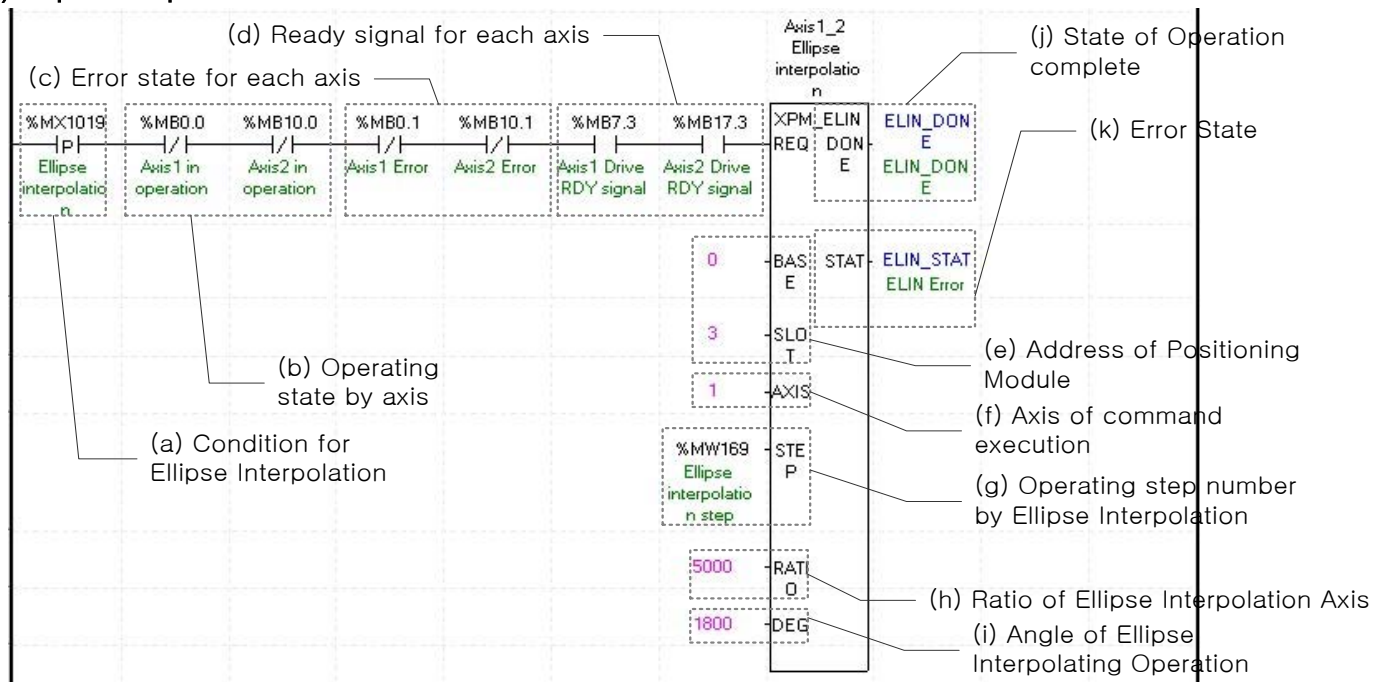 (d) Ready signal for each axis
(c) Error state for each axis
Axis1_2
Ellipse
interpolatio
n
(j) State of Operation
complete
%MX1019
%MB0.0
%MB10.0
%MB0.1
%MB10.1
%MB7.3
%MB17.3
P
Ellipse
interpolatio
n
Axis1 in
operation
Axis2 in
operation
Axis1 Error
Axis2 Error
Axis1 Drive
RDY signal
Axis2 Drive
RDY signal
XPM_ELIN
REQ
DON
E
ELIN_DON
E
ELIN_DON
E
(k) Error State
0
BAS
E
STAT
ELIN_STAT
ELIN Error
3
SLO
T
(e) Address of Positioning
Module
(b) Operating
state by axis
1
AXIS
(f) Axis of command
execution
(a) Condition for
Ellipse Interpolation
%MW169
Ellipse
interpolatio
n step
STE
P
(g) Operating step number
by Ellipse Interpolation
5000
RATI
O
(h) Ratio of Ellipse Interpolation Axis
1800
DEG
(i) Angle of Ellipse
Interpolating Operation